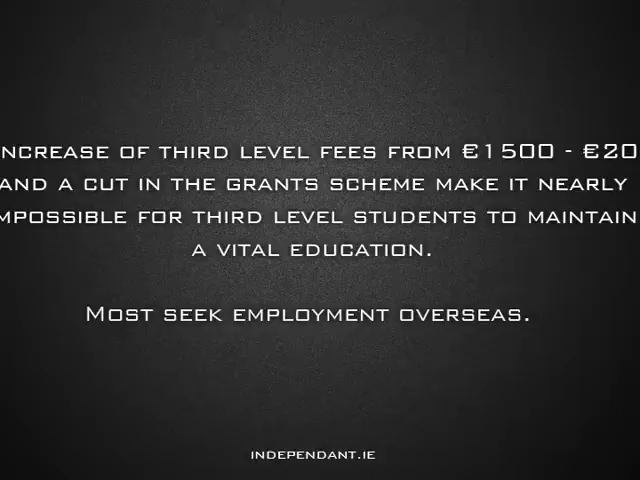 NCREASE OF THIRD LEVEL FEES FROM €1500 - €20
AND A CUT IN THE GRANTS SCHEME MAKE IT NEARLY
MPOSSIBLE FOR THIRD LEVEL STUDENTS TO MAINTAIN
A VITAL EDUCATION.
MOST SEEK EMPLOYMENT OVERSEAS.
INDEPENDANT.IE